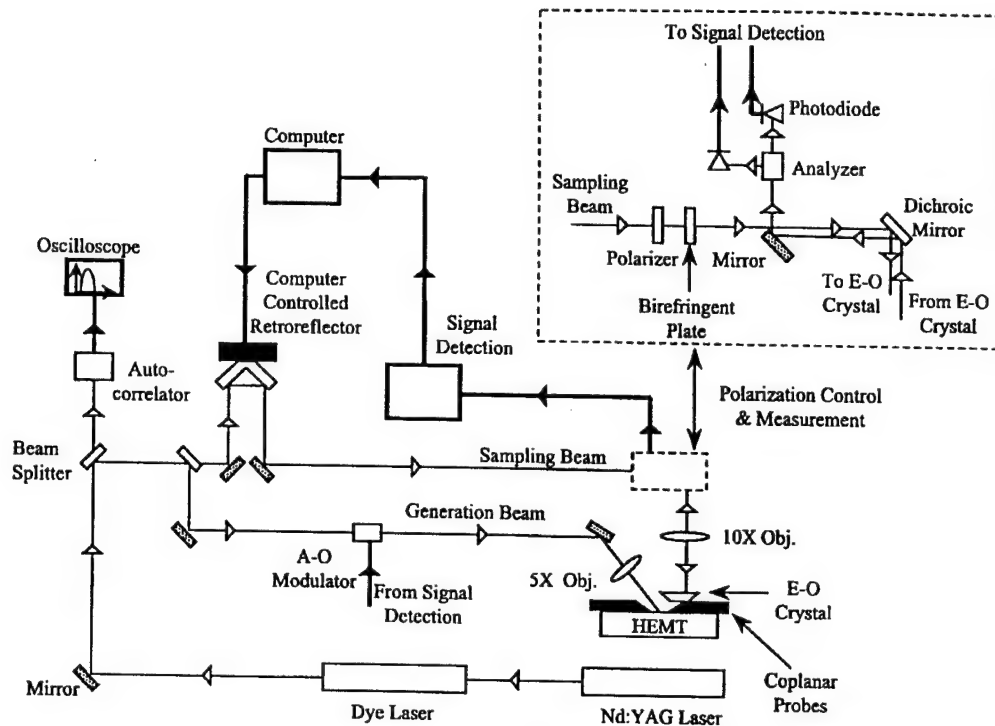 To Signal Detection
Photodiode
Computer
Analyzer
Sampling
Beam
Dichroic
Mirror
Oscilloscope
Polarizer
Mirror
Computer
Controlled
Retroreflector
To E-O
Crystal
From E-O
Crystal
Birefringent
Plate
Signal
Detection
Auto-
correlator
Polarization Control
& Measurement
Beam
Splitter
Sampling Beam
Generation Beam
10X Obj.
A-O
Modulator
5X Obj.
From Signal
Detection
E-O
Crystal
HEMT
Mirror
Coplanar
Probes
Dye Laser
Nd:YAG Laser